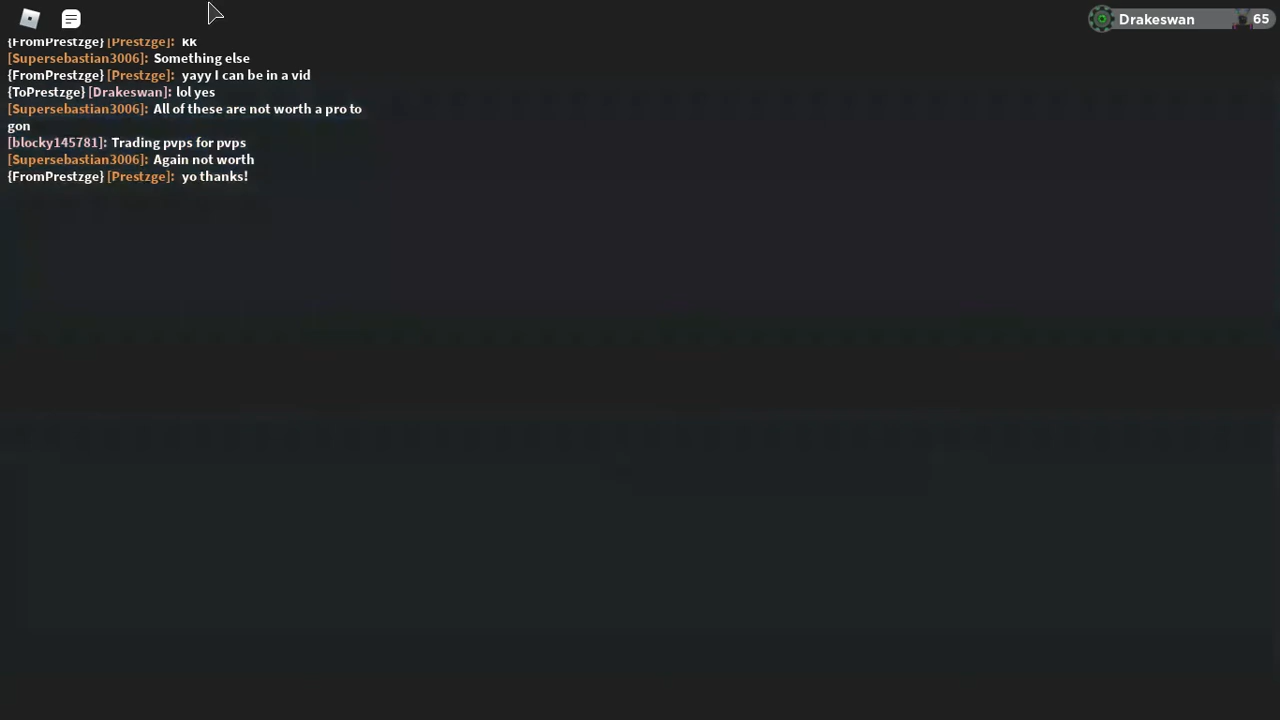 Drakeswan 65
{FromPrestzge} [Prestzge]: kk
[Supersebastian3006]: Something else
{FromPrestzge} [Prestzge]: yayy I can be in a vid
{ToPrestzge} [Drakeswan]: lol yes
[Supersebastian3006]: All of these are not worth a pro to
gon
[blocky145781]: Trading pvps for pvps
[Supersebastian3006]: Again not worth
{FromPrestzge} [Prestzge]: yo thanks!